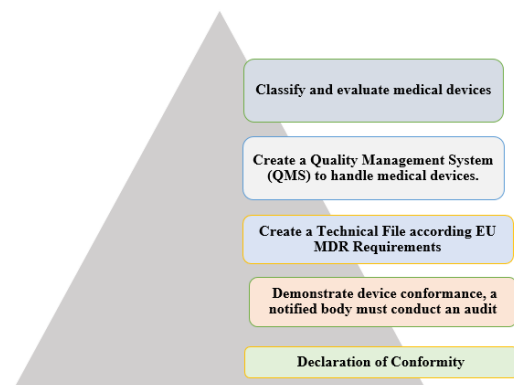 Classify and evaluate medical devices
Create a Quality Management System
(QMS) to handle medical devices.
Create a Technical File according EU
MDR Requirements
Demonstrate device conformance, a
notified body must conduct an audit
Declaration of Conformity